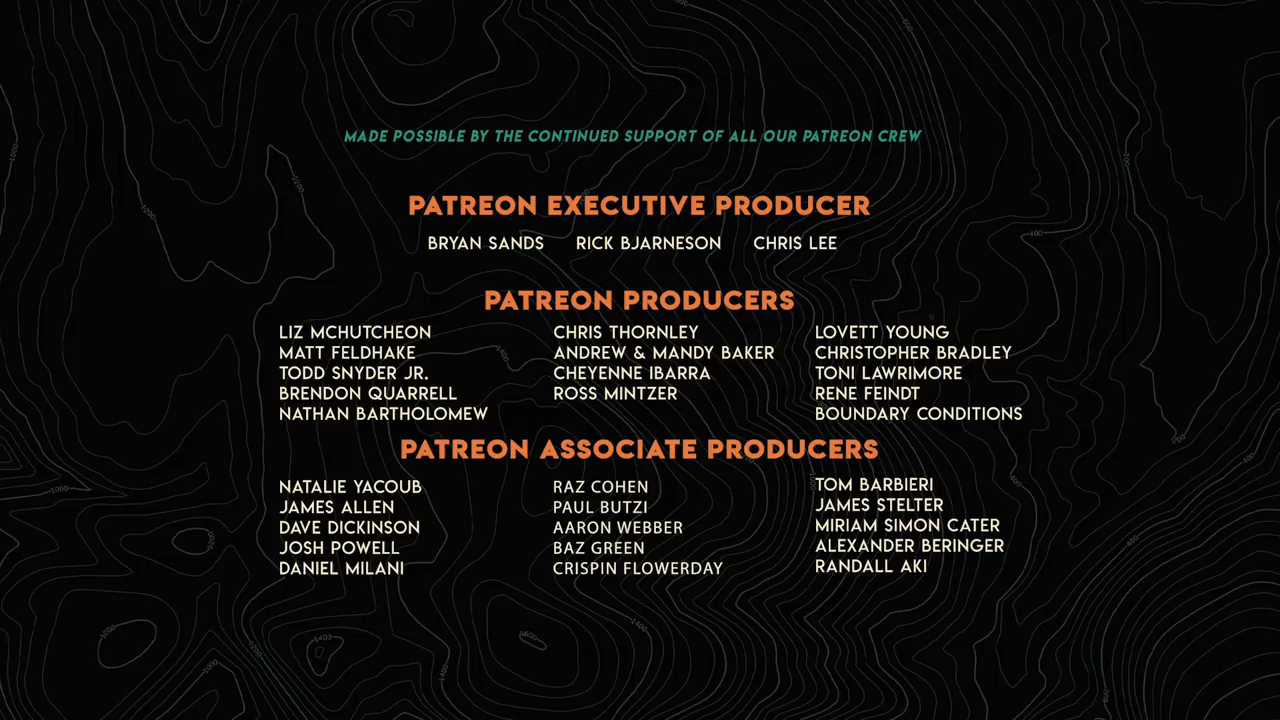 MADE POSSIBLE BY THE CONTINUED SUPPORT OF ALL OUR PATREON CREW
PATREON EXECUTIVE PRODUCER
BRYAN SANDS RICK BJARNESON CHRIS LEE
PATREON PRODUCERS
LIZ MCHUTCHEON
MATT FELDHAKE
TODD SNYDER JR.
BRENDON QUARRELL
NATHAN BARTHOLOMEW
CHRIS THORNLEY
ANDREW & MANDY BAKER
CHEYENNE IBARRA
ROSS MINTZER
LOVETT YOUNG
CHRISTOPHER BRADLEY
TONI LAWRIMORE
RENE FEINDT
BOUNDARY CONDITIONS
PATREON ASSOCIATE PRODUCERS
NATALIE YACOUB
JAMES ALLEN
DAVE DICKINSON
JOSH POWELL
DANIEL MILANI
RAZ COHEN
PAUL BUTZI
AARON WEBBER
BAZ GREEN
CRISPIN FLOWERDAY
TOM BARBIERI
JAMES STELTER
MIRIAM SIMON CATER
ALEXANDER BERINGER
RANDALL AKI